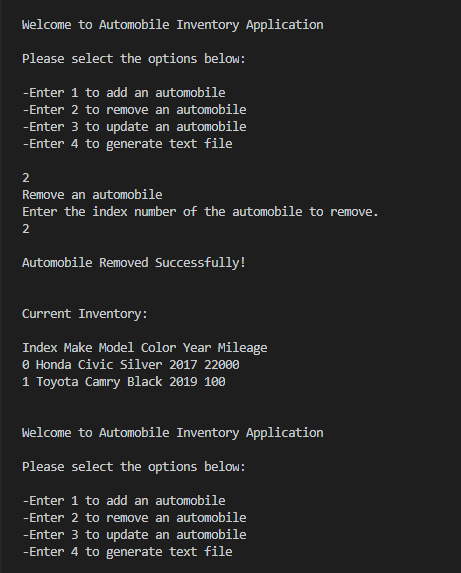 Welcome to Automobile Inventory Application
Please select the options below:
-Enter 1 to add an automobile
-Enter 2 to remove an automobile
-Enter 3 to update an automobile
-Enter 4 to generate text file
2
Remove an automobile
Enter the index number of the automobile to remove.
2
Automobile Removed Successfully!
Current Inventory:
Index Make Model Color Year Mileage
0 Honda Civic Silver 2017 22000
1 Toyota Camry Black 2019 100
Welcome to Automobile Inventory Application
Please select the options below:
-Enter 1 to add an automobile
-Enter 2 to remove an automobile
-Enter 3 to update an automobile
-Enter 4 to generate text file